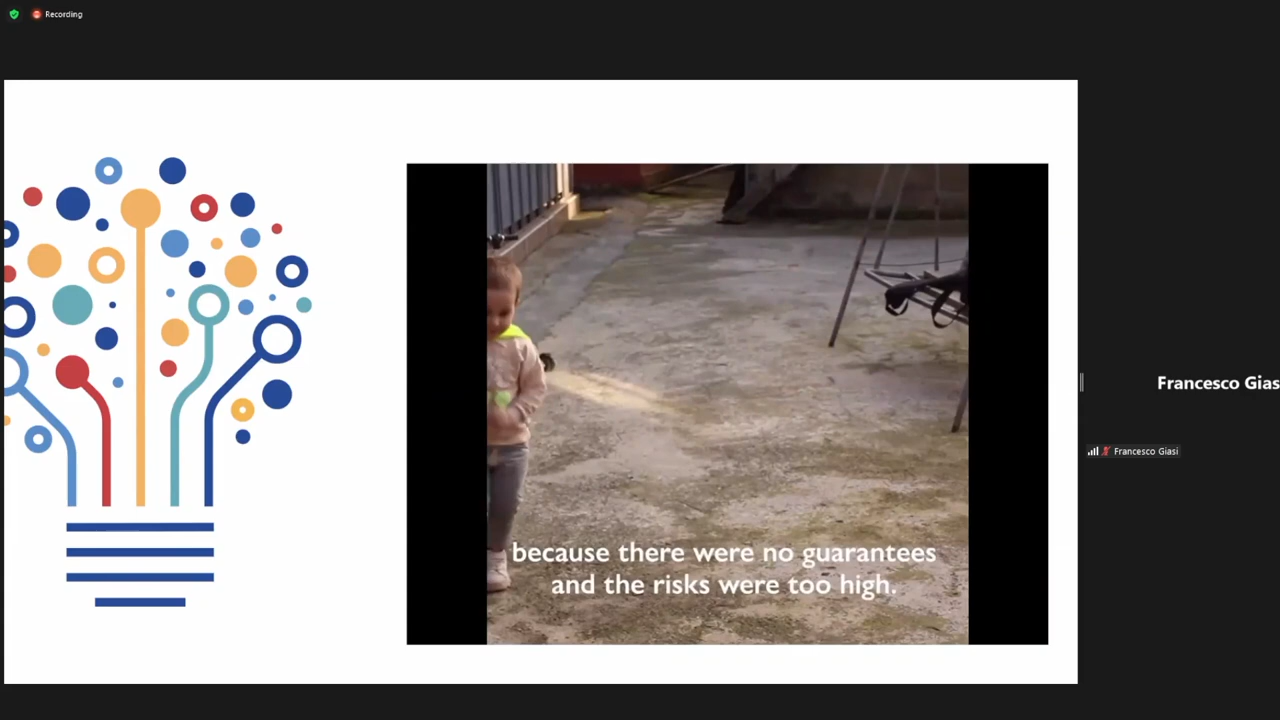 Recording
because there were no guarantees
and the risks were too high.
Francesco Gias
Francesco Giasi